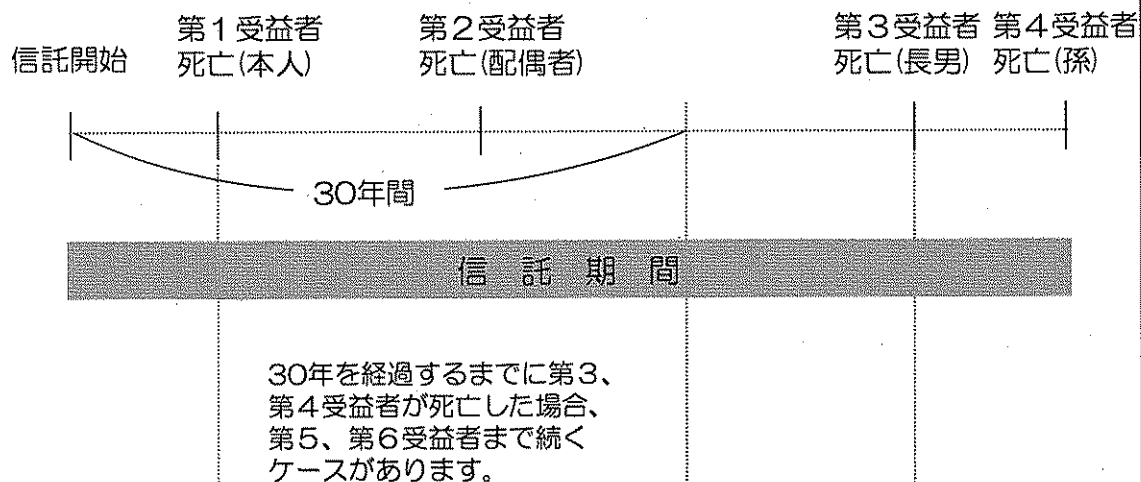 信託開始
第1受益者
死亡(本人)
第2受益者
死亡(配偶者)
第3受益者
死亡(長男)
第4受益者
死亡(孫)
30年間
信託期間
30年を経過するまでに第3、
第4受益者が死亡した場合、
第5、第6受益者まで続く
ケースがあります。